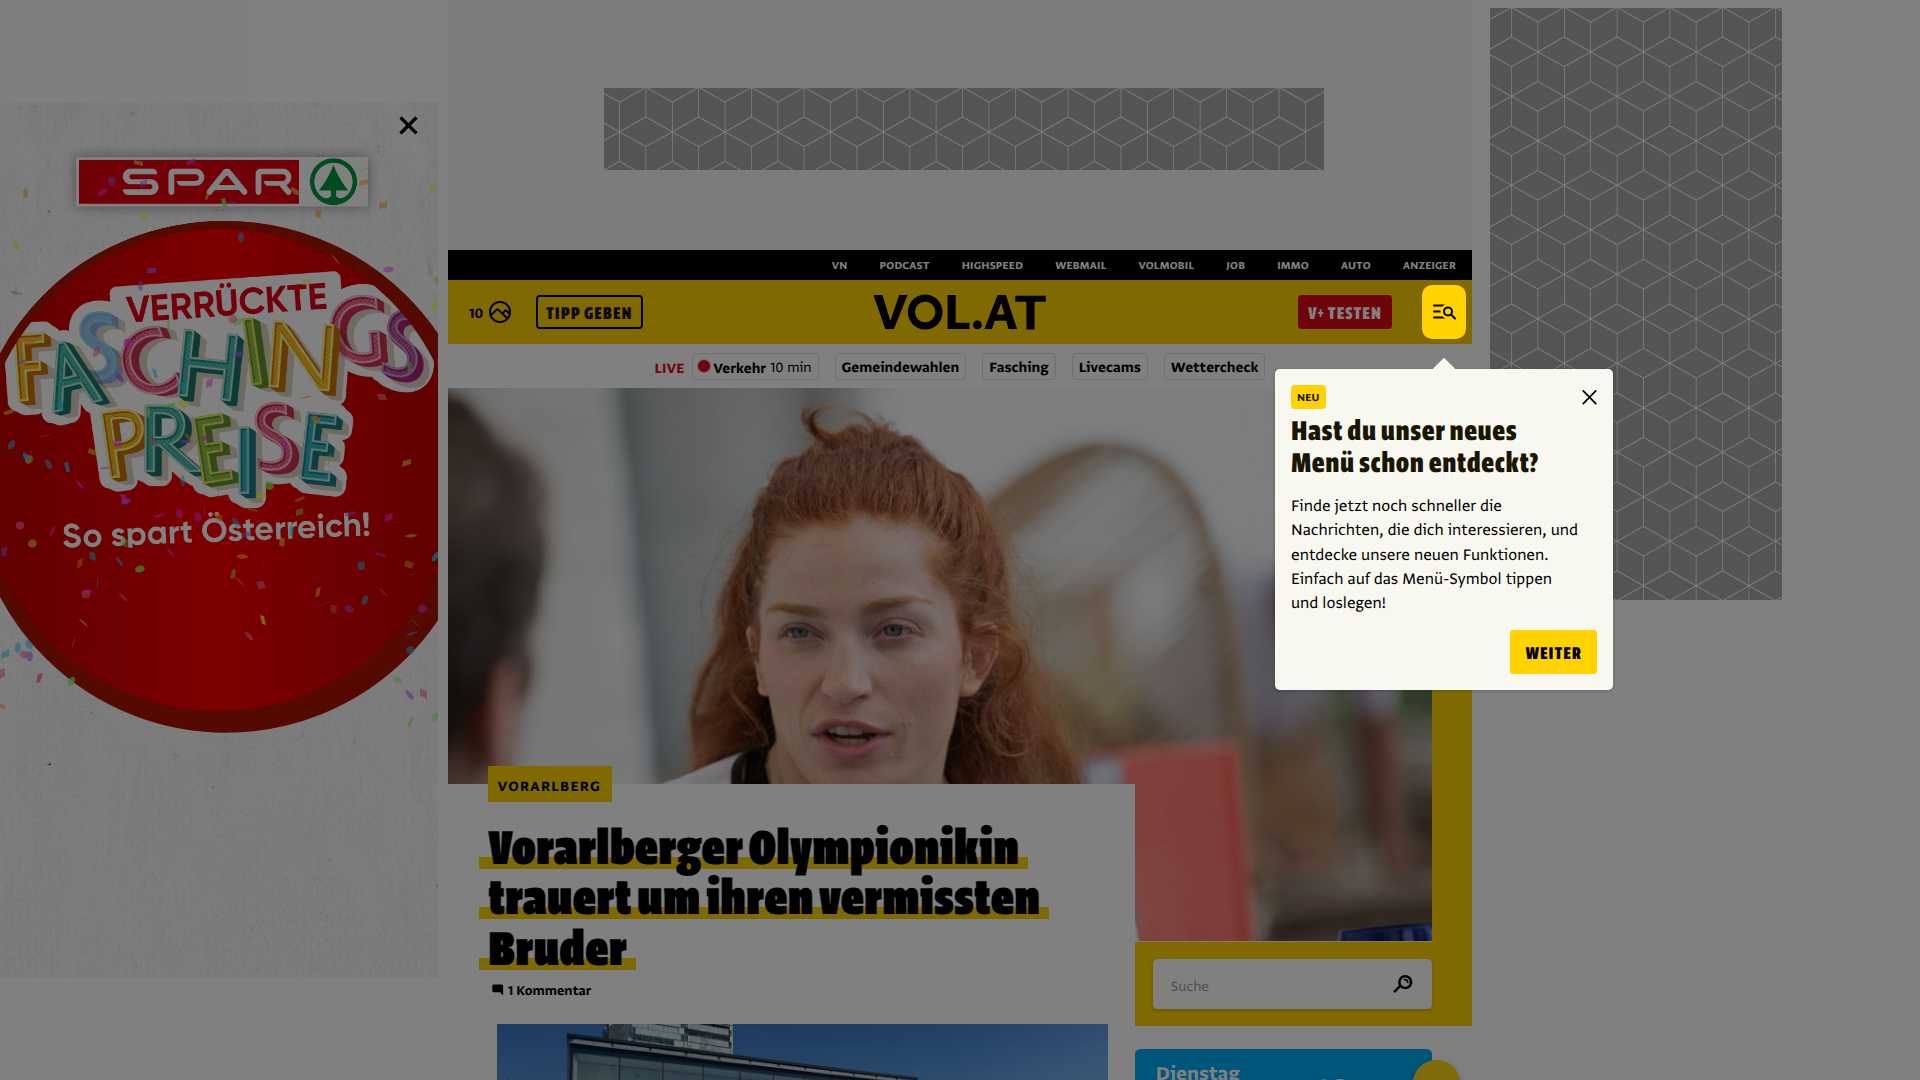 SPAR
VERRÜCKTE
FASCHINGS
PREISE
So spart Österreich!
VN PODCAST HIGHSPEED WEBMAIL VOLMOBIL JOB IMMO AUTO ANZEIGER
10
TIPP GEBEN
VOL.AT
V+ TESTEN
LIVE Verkehr 10 min Gemeindewahlen Fasching Livecams Wettercheck
NEU
Hast du unser neues
Menü schon entdeckt?
Finde jetzt noch schneller die
Nachrichten, die dich interessieren, und
entdecke unsere neuen Funktionen.
Einfach auf das Menü-Symbol tippen
und loslegen!
WEITER
VORARLBERG
Vorarlberger Olympionikin
trauert um ihren vermissten
Bruder
1 Kommentar
Suche
Dienstag